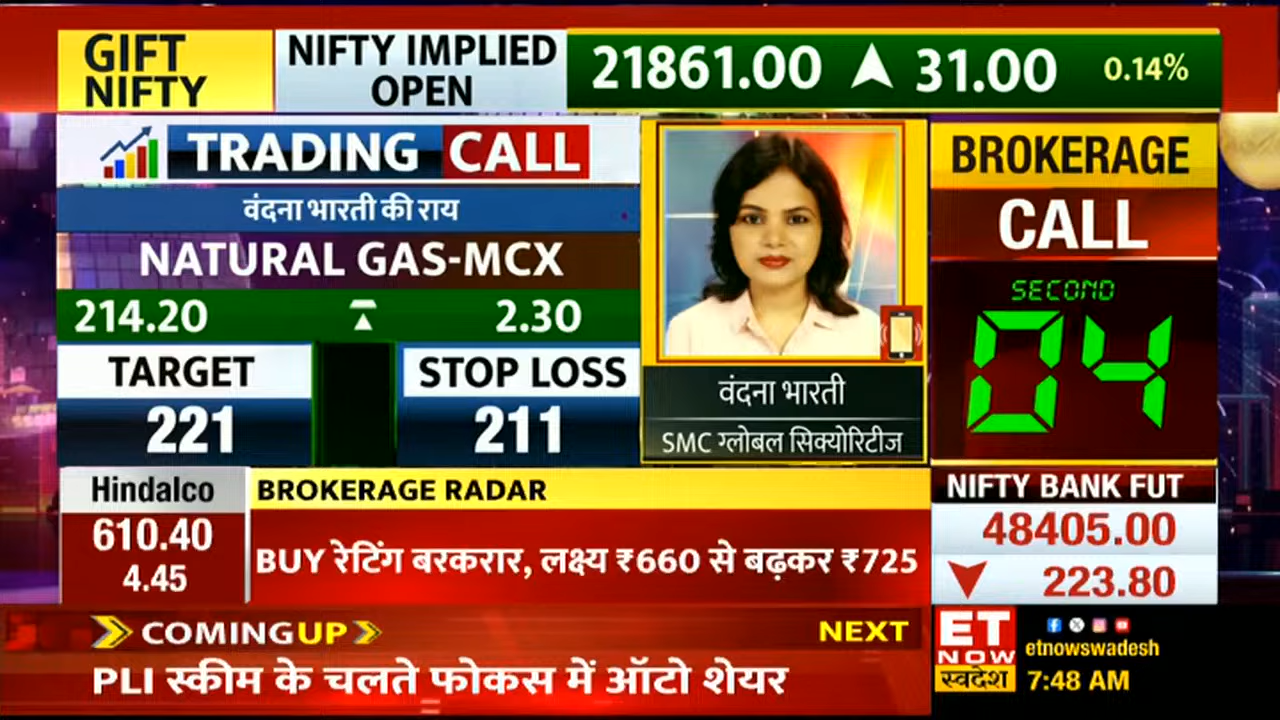 GIFT
NIFTY
NIFTY IMPLIED
OPEN
21861.00 31.00 0.14%
TRADING CALL
वंदना भारती की राय
NATURAL GAS-MCX
214.20 2.30
TARGET STOP LOSS
221 211
वंदना भारती
SMC ग्लोबल सिक्योरिटीज
BROKERAGE
CALL
SECOND
04
Hindalco
610.40
4.45
BROKERAGE RADAR
BUY रेटिंग बरकरार, लक्ष्य ₹660 से बढ़कर ₹725
NIFTY BANK FUT
48405.00
223.80
COMING UP NEXT
PLI स्कीम के चलते फोकस में ऑटो शेयर
ET
NOW
स्वदेश
etnowswadesh
7:48 AM